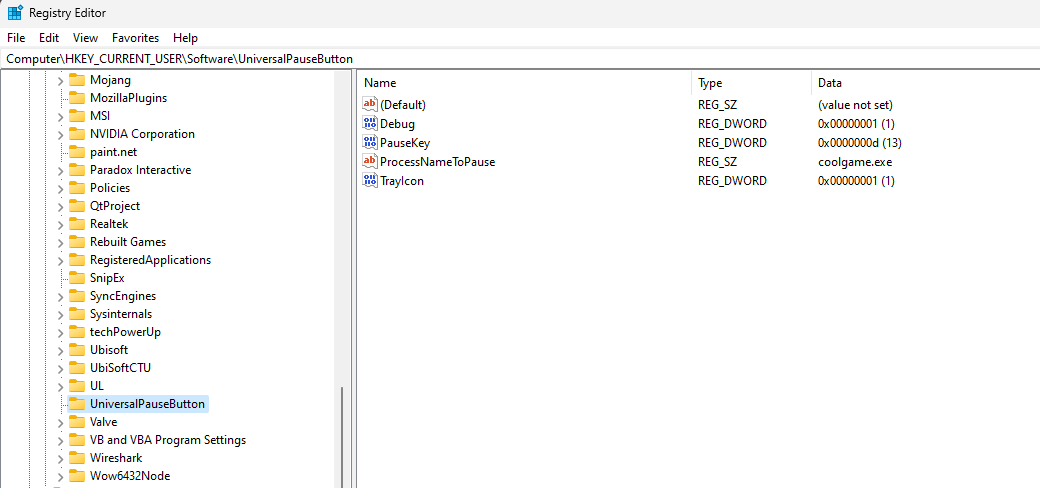 Registry Editor
File Edit View Favorites Help
Computer\HKEY_CURRENT_USER\Software\UniversalPauseButton
Mojang
MozillaPlugins
MSI
NVIDIA Corporation
paint.net
Paradox Interactive
Policies
QtProject
Realtek
Rebuilt Games
RegisteredApplications
SnipEx
SyncEngines
Sysinternals
techPowerUp
Ubisoft
UbiSoftCTU
UL
UniversalPauseButton
Valve
VB and VBA Program Settings
Wireshark
Wow6432Node
Name Type Data
ab (Default) REG_SZ (value not set)
Debug REG_DWORD 0x00000001 (1)
PauseKey REG_DWORD 0x0000000d (13)
ab ProcessNameToPause REG_SZ coolgame.exe
TrayIcon REG_DWORD 0x00000001 (1)